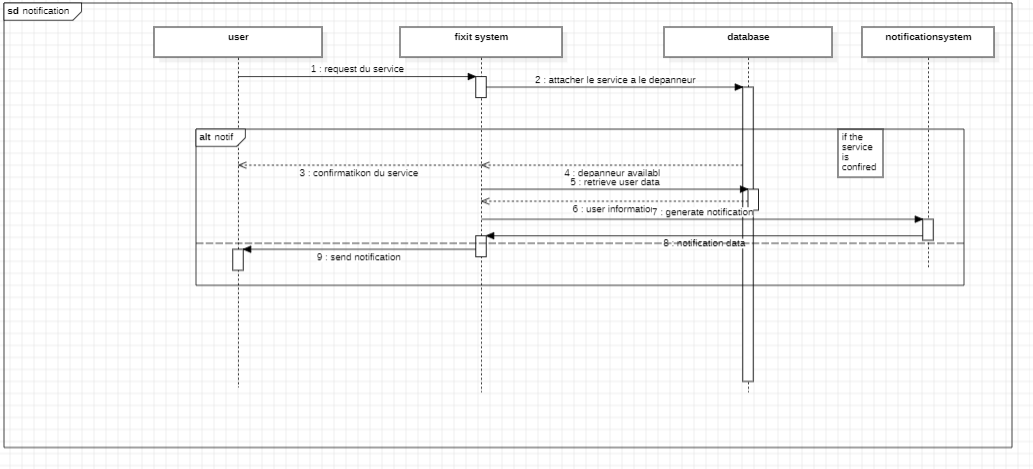 sd notification
user
fixit system
database
notificationsystem
1 : request du service
2 : attacher le service a le depanneur
alt notif
if the
service
is
confired
3 : confirmatikon du service
4 : depanneur availabl
5 : retrieve user data
6 : user informatio
7 : generate notification
8 : notification data
9 : send notification